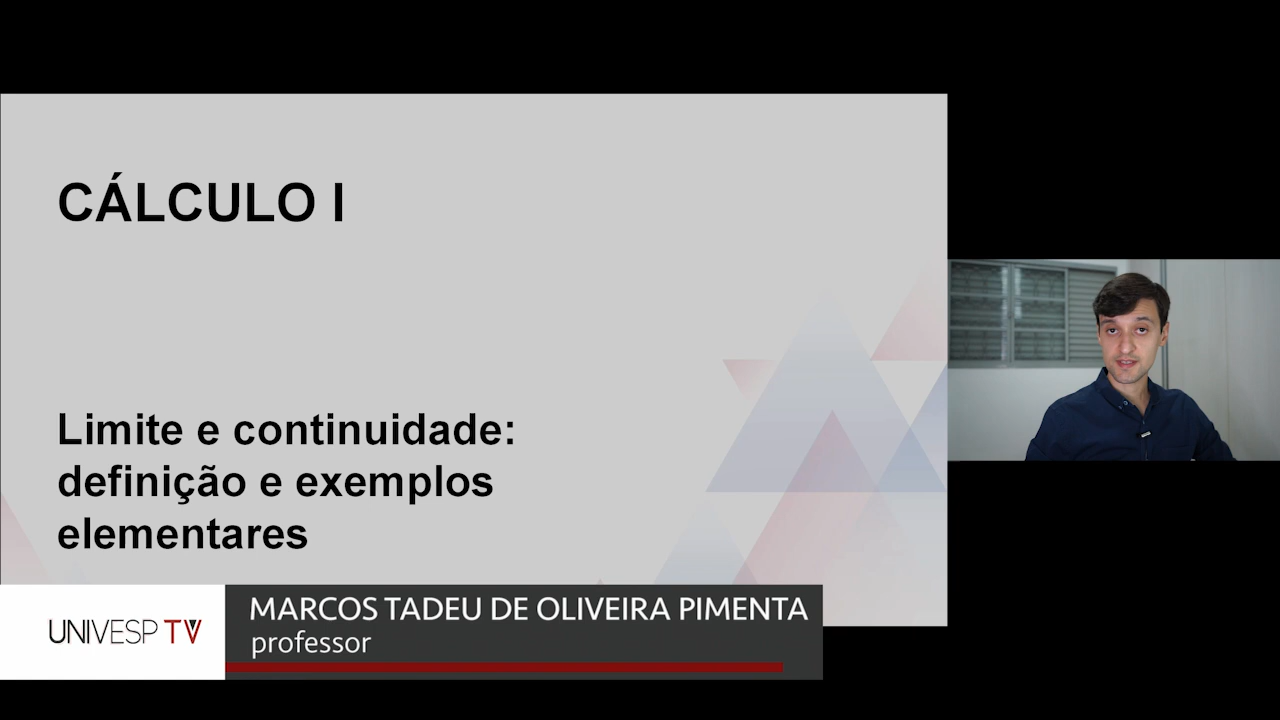 CÁLCULO I
Limite e continuidade:
definição e exemplos
elementares
UNIVESP TV
MARCOS TADEU DE OLIVEIRA PIMENTA
professor